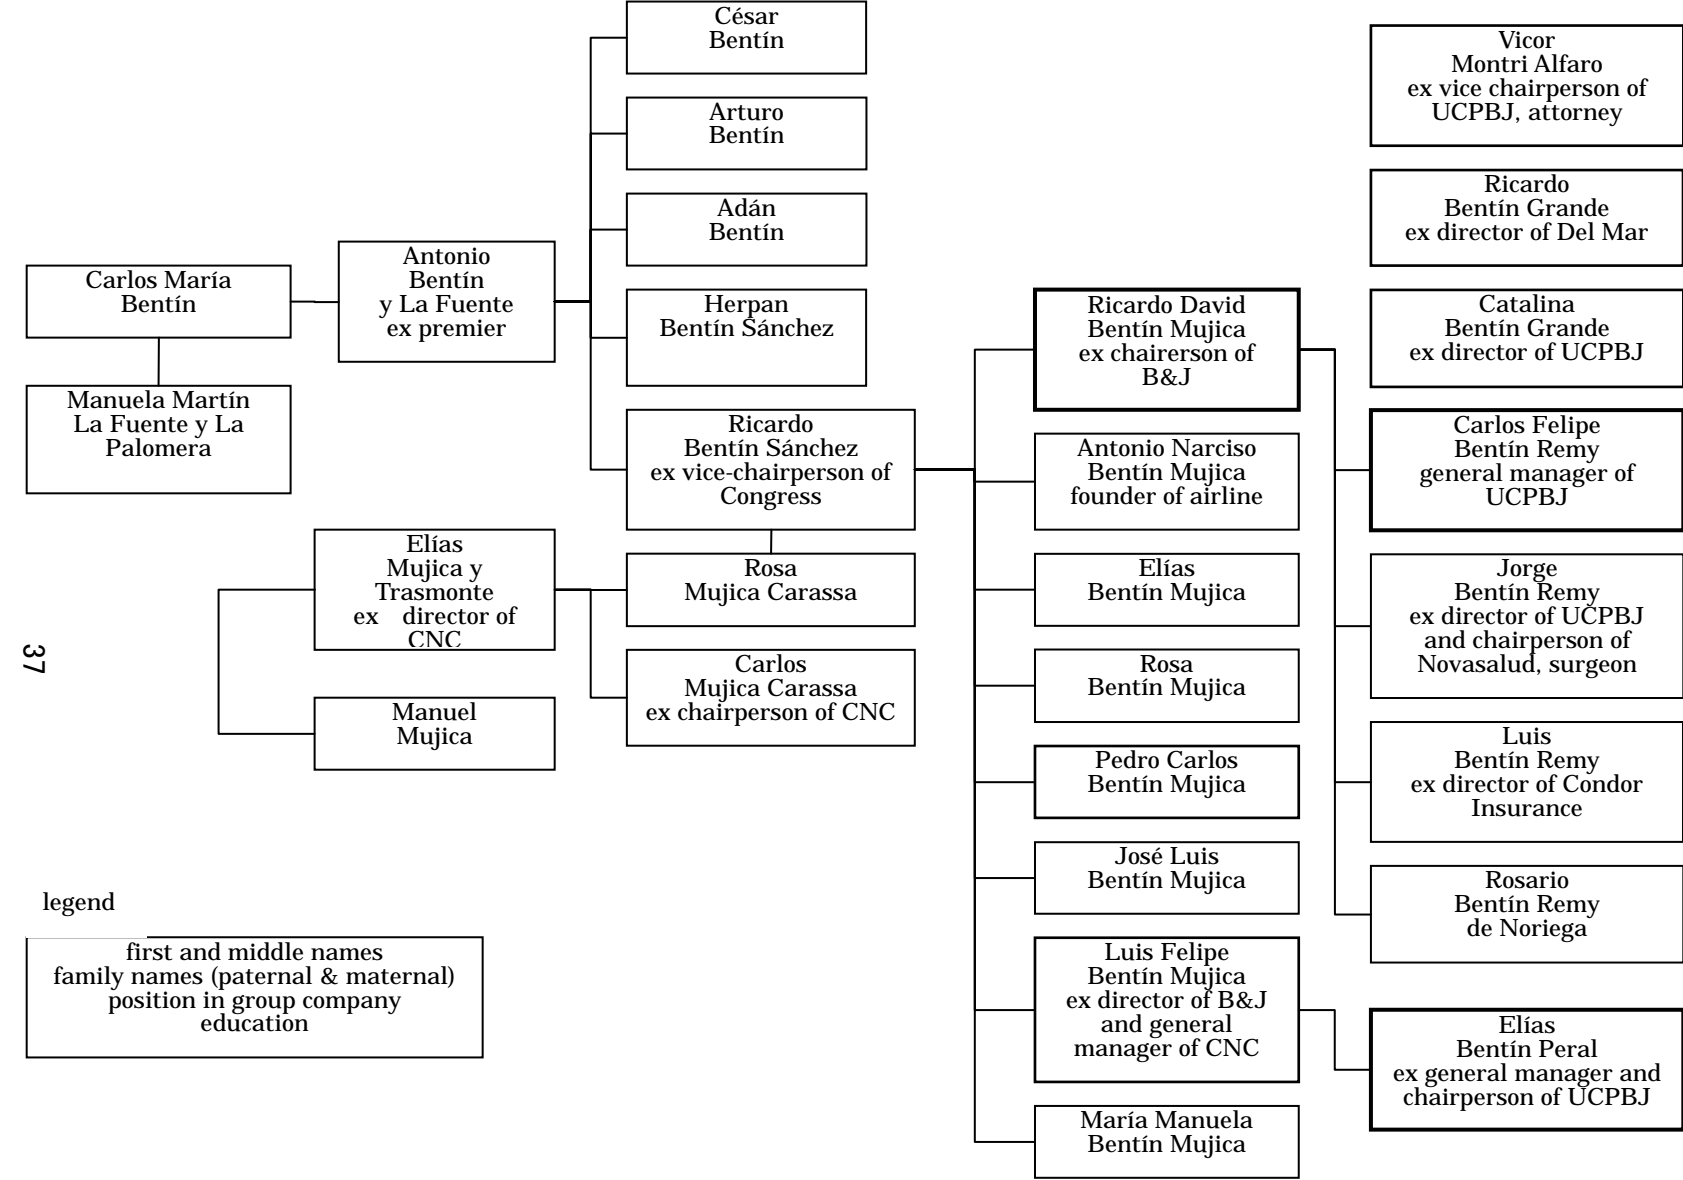 César
Bentín
Arturo
Bentín
Adán
Bentín
Carlos María
Bentín
Manuela Martín
La Fuente y La
Palomera
Antonio
Bentín
y La Fuente
ex premier
Herpan
Bentín Sánchez
Ricardo
Bentín Sánchez
ex vice-chairperson of
Congress
Elías
Mujica y
Trasmonte
ex director of
CNC
Manuel
Mujica
Rosa
Mujica Carassa
Carlos
Mujica Carassa
ex chairperson of CNC
Ricardo David
Bentín Mujica
ex chairerson of
B&J
Antonio Narciso
Bentín Mujica
founder of airline
Elías
Bentín Mujica
Rosa
Bentín Mujica
Pedro Carlos
Bentín Mujica
José Luis
Bentín Mujica
Luis Felipe
Bentín Mujica
ex director of B&J
and general
manager of CNC
María Manuela
Bentín Mujica
Vicor
Montri Alfaro
ex vice chairperson of
UCPBJ, attorney
Ricardo
Bentín Grande
ex director of Del Mar
Catalina
Bentín Grande
ex director of UCPBJ
Carlos Felipe
Bentín Remy
general manager of
UCPBJ
Jorge
Bentín Remy
ex director of UCPBJ
and chairperson of
Novasalud, surgeon
Luis
Bentín Remy
ex director of Condor
Insurance
Rosario
Bentín Remy
de Noriega
Elías
Bentín Peral
ex general manager and
chairperson of UCPBJ
legend
first and middle names
family names (paternal & maternal)
position in group company
education
37